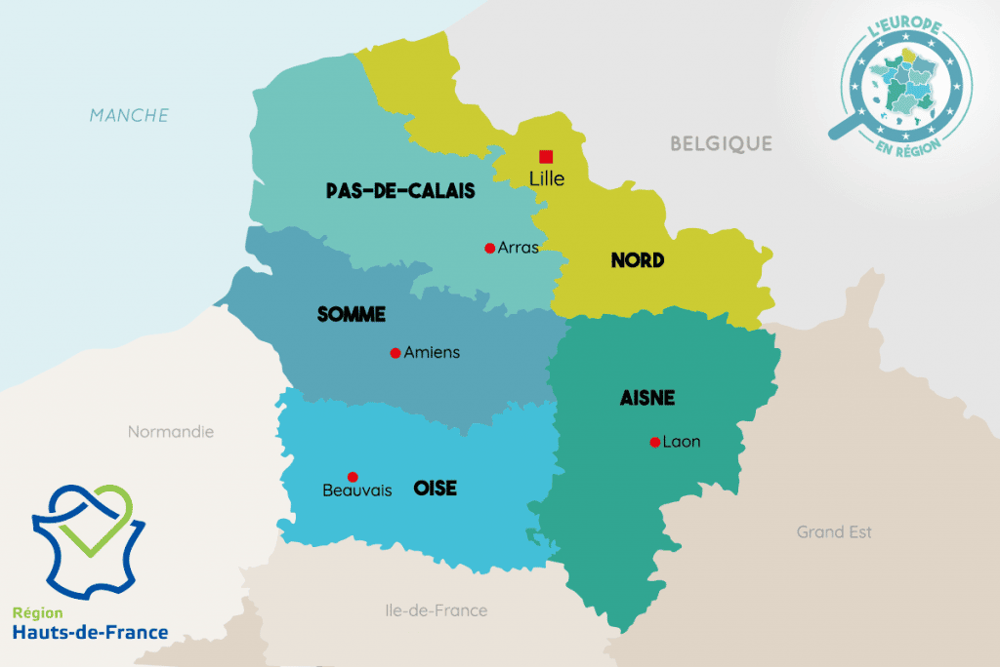 L'EUROPE
EN RÉGION
MANCHE
BELGIQUE
PAS-DE-CALAIS
Lille
Arras
NORD
SOMME
Amiens
AISNE
Laon
Normandie
Beauvais
OISE
Grand Est
Ile-de-France
Région
Hauts-de-France